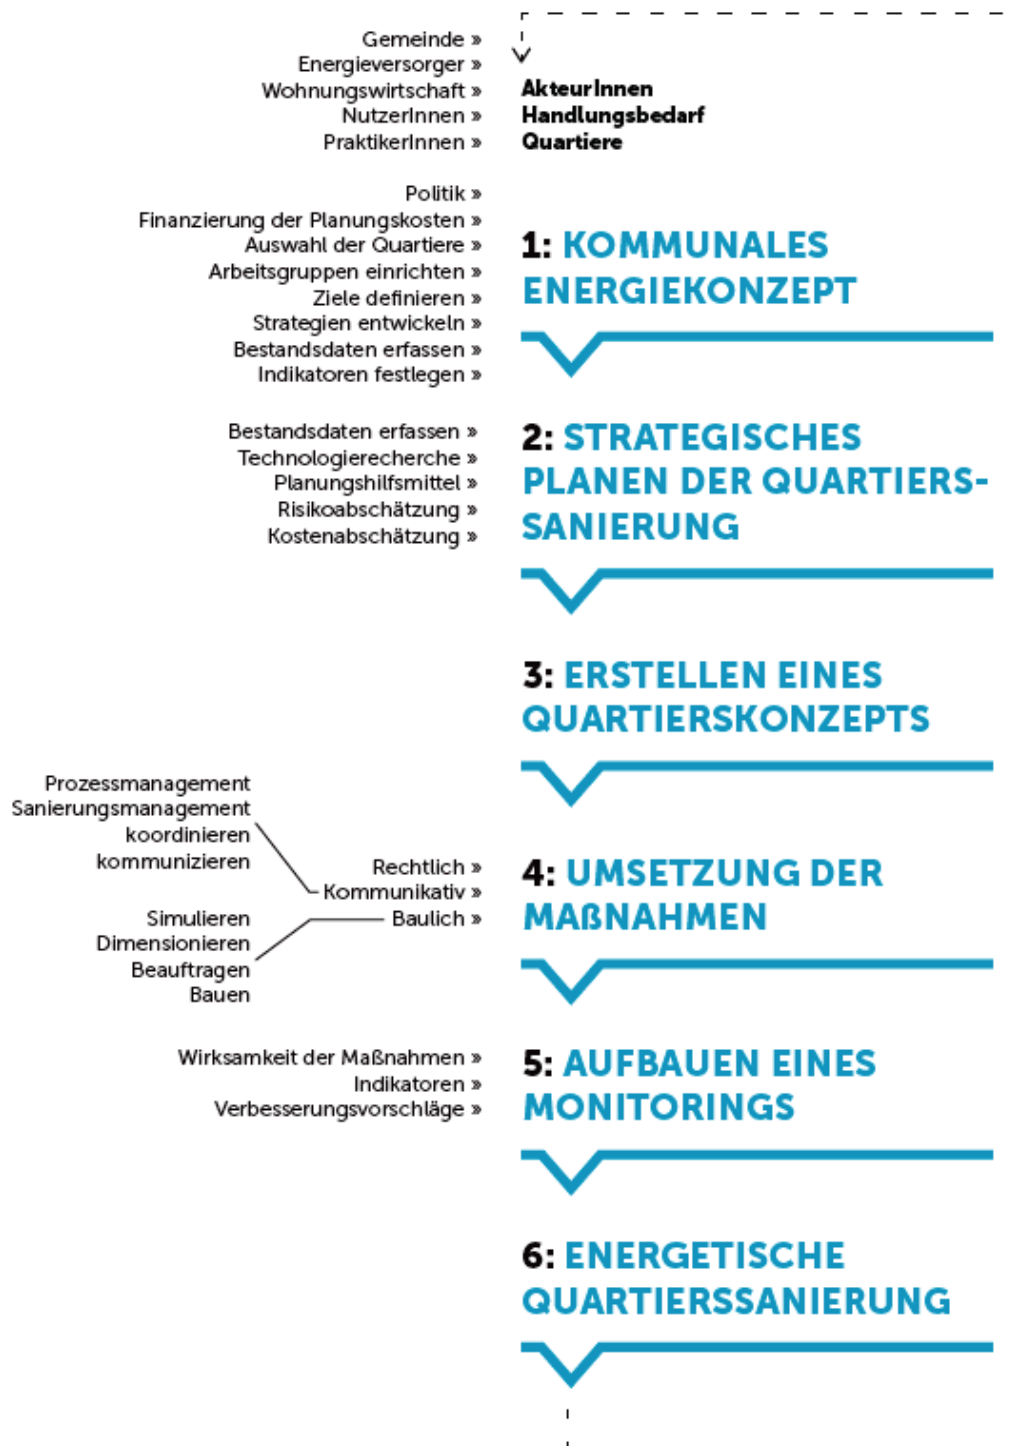 Gemeinde »
Energieversorger »
Wohnungswirtschaft »
NutzerInnen »
PraktikerInnen »
AkteurInnen
Handlungsbedarf
Quartiere
Politik »
Finanzierung der Planungskosten »
Auswahl der Quartiere »
Arbeitsgruppen einrichten »
Ziele definieren »
Strategien entwickeln »
Bestandsdaten erfassen »
Indikatoren festlegen »
1: KOMMUNALES
ENERGIEKONZEPT
Bestandsdaten erfassen »
Technologierecherche »
Planungshilfsmittel »
Risikoabschätzung »
Kostenabschätzung »
2: STRATEGISCHES
PLANEN DER QUARTIERS-
SANIERUNG
3: ERSTELLEN EINES
QUARTIERSKONZEPTS
Prozessmanagement
Sanierungsmanagement
koordinieren
kommunizieren
Simulieren
Dimensionieren
Beauftragen
Bauen
Rechtlich »
Kommunikativ »
Baulich »
4: UMSETZUNG DER
MAßNAHMEN
Wirksamkeit der Maßnahmen »
Indikatoren »
Verbesserungsvorschläge »
5: AUFBAUEN EINES
MONITORINGS
6: ENERGETISCHE
QUARTIERSSANIERUNG